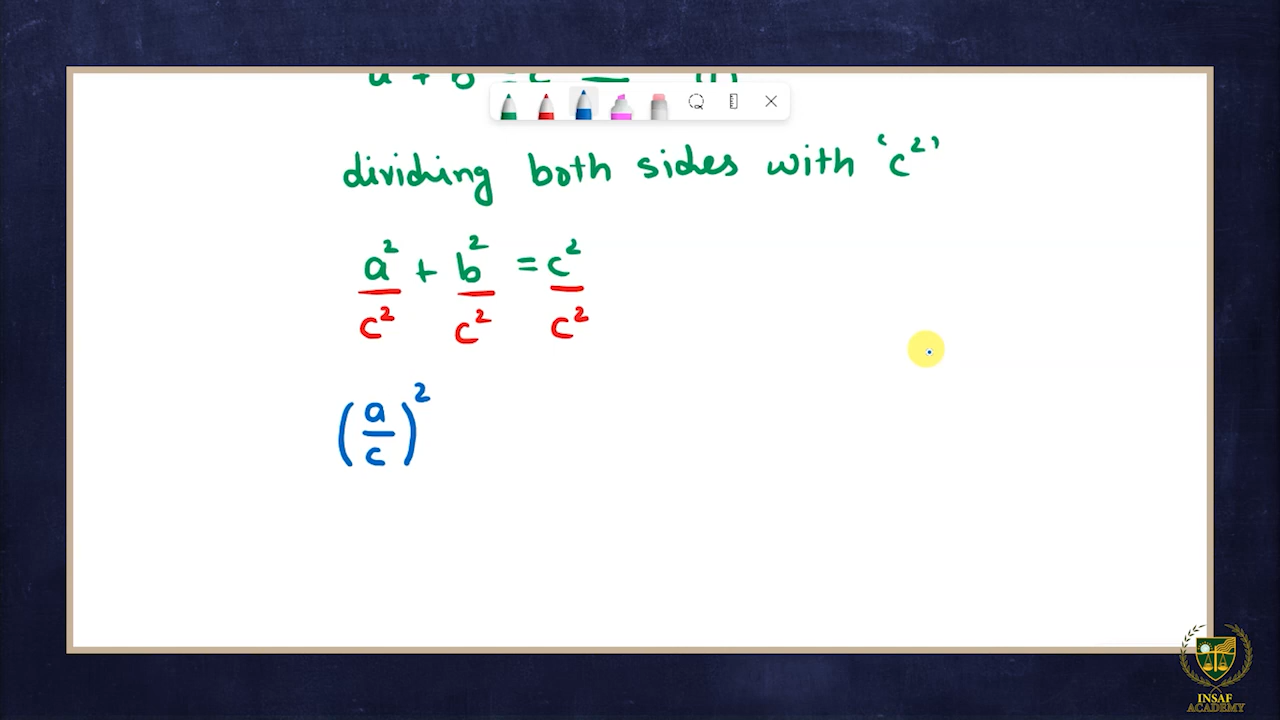 dividing both sides with ‘c²’
a²/c² + b²/c² = c²/c²
(a/c)²
INSAF
ACADEMY